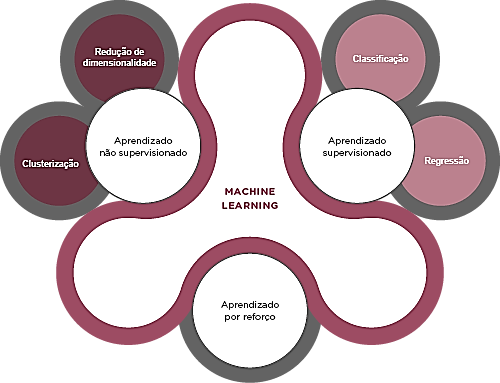 Redução de
dimensionalidade
Classificação
Clusterização
Aprendizado
não supervisionado
Aprendizado
supervisionado
Regressão
MACHINE
LEARNING
Aprendizado
por reforço